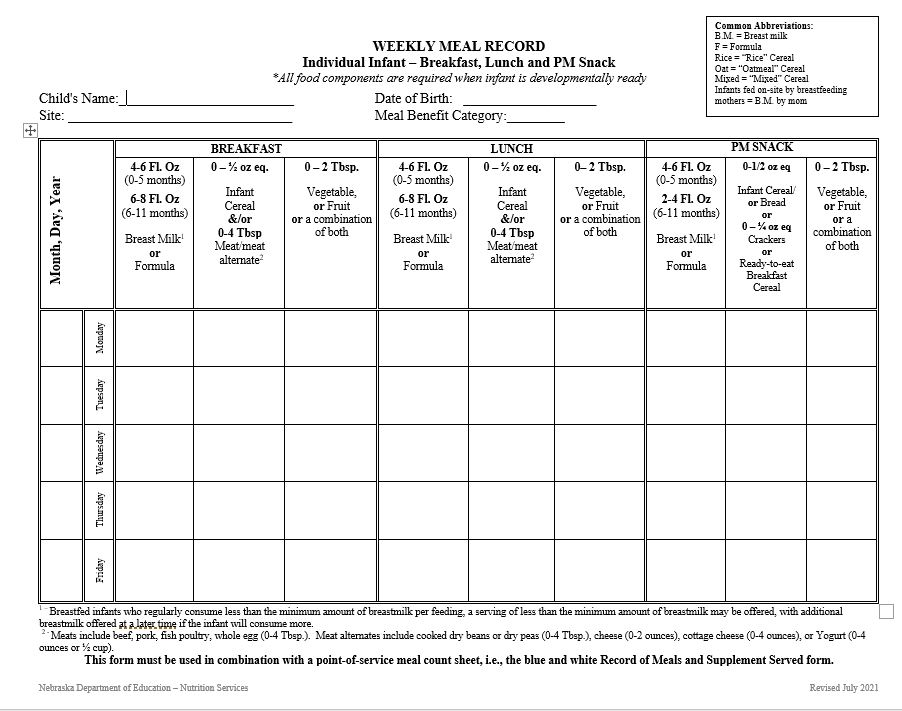 Common Abbreviations:
B.M. = Breast milk
F = Formula
Rice = "Rice" Cereal
Oat = "Oatmeal" Cereal
Mixed = "Mixed" Cereal
Infants fed on-site by breastfeeding
mothers = B.M. by mom
WEEKLY MEAL RECORD
Individual Infant – Breakfast, Lunch and PM Snack
*All food components are required when infant is developmentally ready
Child's Name: Date of Birth:
Site: Meal Benefit Category:
Month, Day, Year
BREAKFAST
4-6 Fl. Oz
(0-5 months)
6-8 Fl. Oz
(6-11 months)
Breast Milk1
or
Formula
0 – ½ oz eq.
Infant
Cereal
&/or
0-4 Tbsp
Meat/meat
alternate2
0 – 2 Tbsp.
Vegetable,
or Fruit
or a combination
of both
LUNCH
4-6 Fl. Oz
(0-5 months)
6-8 Fl. Oz
(6-11 months)
Breast Milk1
or
Formula
0 – ½ oz eq.
Infant
Cereal
&/or
0-4 Tbsp
Meat/meat
alternate2
0– 2 Tbsp.
Vegetable,
or Fruit
or a combination
of both
PM SNACK
4-6 Fl. Oz
(0-5 months)
2-4 Fl. Oz
(6-11 months)
Breast Milk1
or
Formula
0-1/2 oz eq
Infant Cereal/
or Bread
or
0 – ¼ oz eq
Crackers
or
Ready-to-eat
Breakfast
Cereal
0 – 2 Tbsp.
Vegetable,
or Fruit
or a
combination
of both
Monday
Tuesday
Wednesday
Thursday
Friday
1 Breastfed infants who regularly consume less than the minimum amount of breastmilk per feeding, a serving of less than the minimum amount of breastmilk may be offered, with additional
breastmilk offered at a later time if the infant will consume more.
2 Meats include beef, pork, fish poultry, whole egg (0-4 Tbsp.). Meat alternates include cooked dry beans or dry peas (0-4 Tbsp.), cheese (0-2 ounces), cottage cheese (0-4 ounces), or Yogurt (0-4
ounces or ½ cup).
This form must be used in combination with a point-of-service meal count sheet, i.e., the blue and white Record of Meals and Supplement Served form.
Nebraska Department of Education – Nutrition Services Revised July 2021